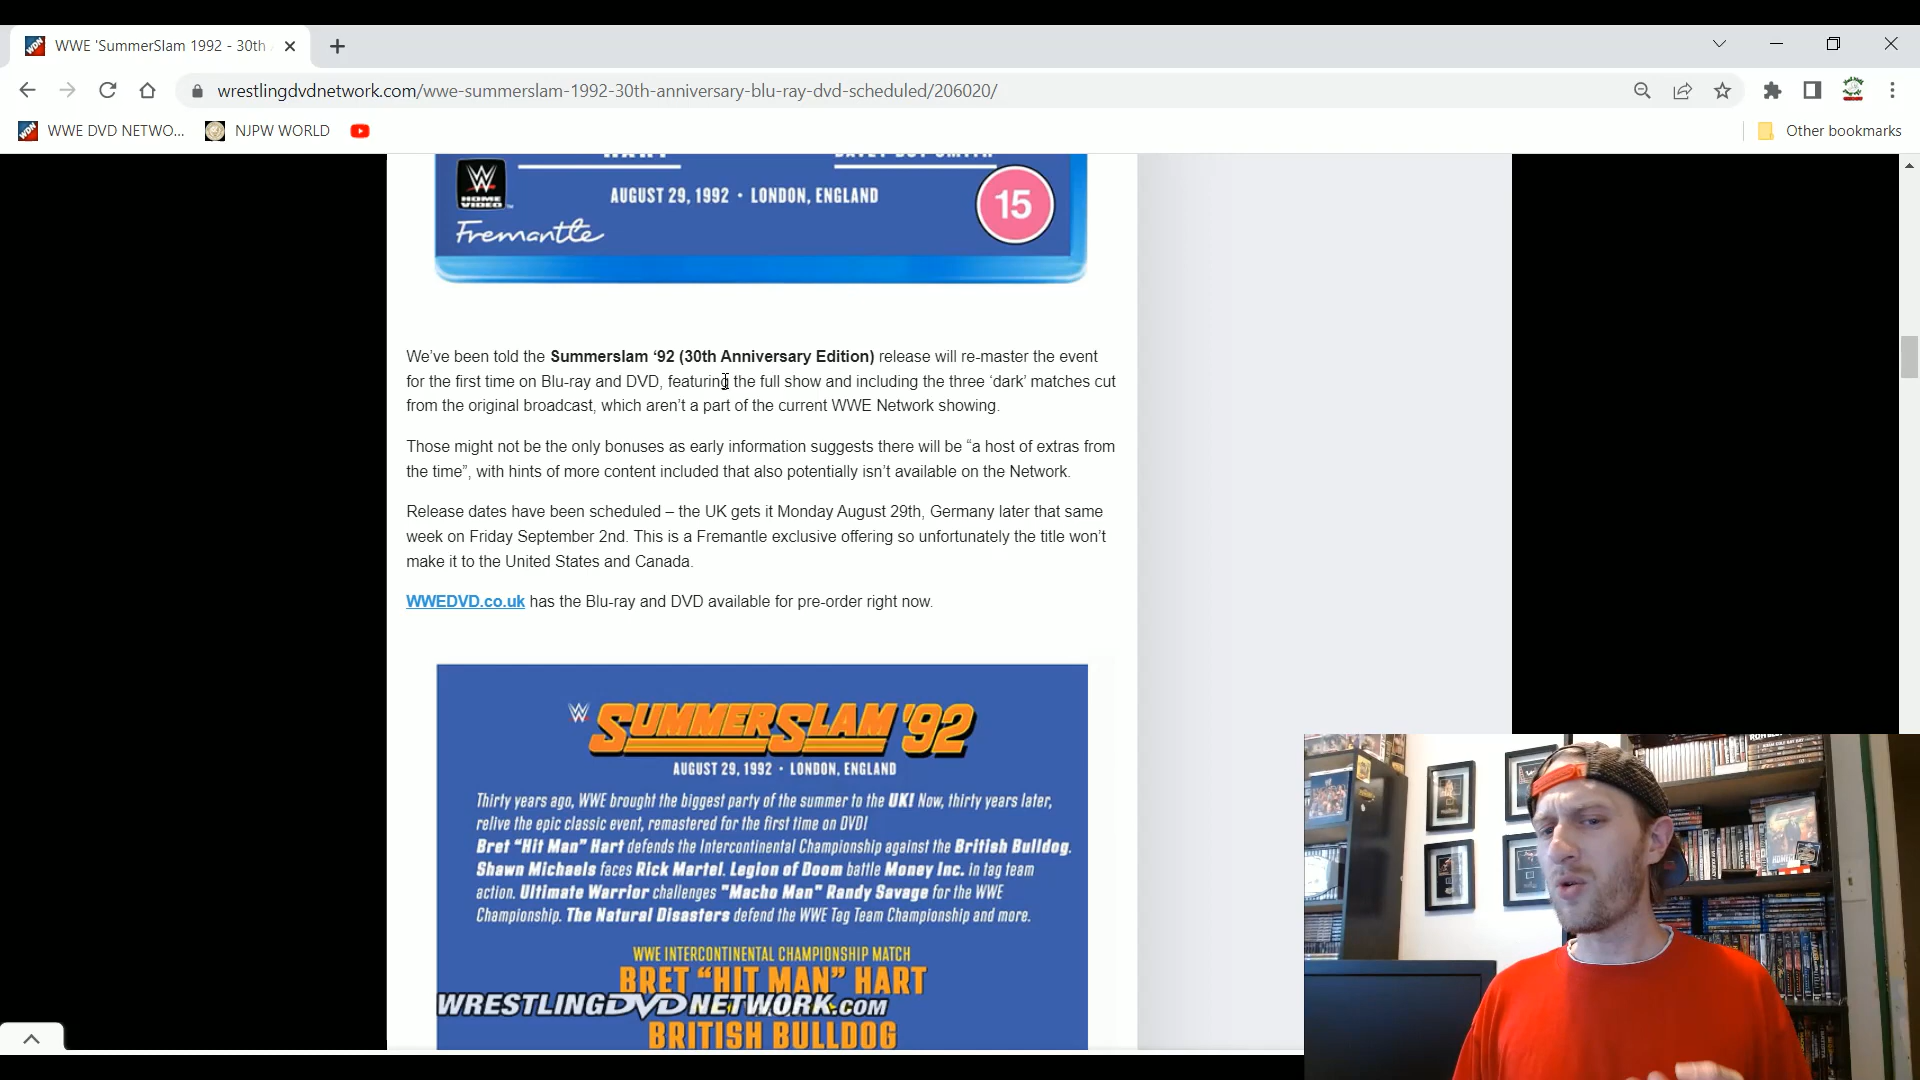 WWE 'SummerSlam 1992 - 30th
wrestlingdvdnetwork.com/wwe-summerslam-1992-30th-anniversary-blu-ray-dvd-scheduled/206020/
WWE DVD NETWO... NJPW WORLD Other bookmarks
HART DAVEY BOY SMITH
W HOME VIDEO
AUGUST 29, 1992 • LONDON, ENGLAND
15
Fremantle
We've been told the Summerslam ‘92 (30th Anniversary Edition) release will re-master the event
for the first time on Blu-ray and DVD, featuring the full show and including the three ‘dark’ matches cut
from the original broadcast, which aren’t a part of the current WWE Network showing.
Those might not be the only bonuses as early information suggests there will be “a host of extras from
the time”, with hints of more content included that also potentially isn’t available on the Network.
Release dates have been scheduled – the UK gets it Monday August 29th, Germany later that same
week on Friday September 2nd. This is a Fremantle exclusive offering so unfortunately the title won’t
make it to the United States and Canada.
WWEDVD.co.uk has the Blu-ray and DVD available for pre-order right now.
W SUMMERSLAM '92
AUGUST 29, 1992 • LONDON, ENGLAND
Thirty years ago, WWE brought the biggest party of the summer to the UK! Now, thirty years later,
relive the epic classic event, remastered for the first time on DVD!
Bret "Hit Man" Hart defends the Intercontinental Championship against the British Bulldog.
Shawn Michaels faces Rick Martel. Legion of Doom battle Money Inc. in tag team
action. Ultimate Warrior challenges "Macho Man" Randy Savage for the WWE
Championship. The Natural Disasters defend the WWE Tag Team Championship and more.
WWE INTERCONTINENTAL CHAMPIONSHIP MATCH
BRET "HIT MAN" HART
WRESTLINGDVDNETWORK.COM
BRITISH BULLDOG